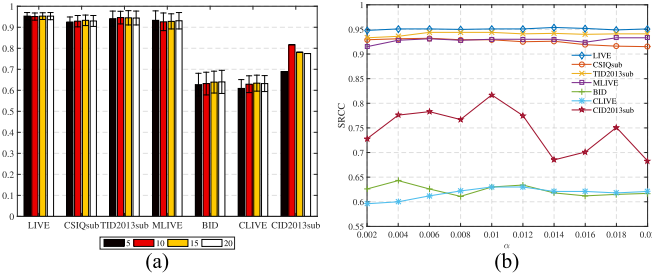 1
0.9
0.8
0.7
0.6
0.5
0.4
0.3
0.2
0.1
0
LIVE CSIQsub TID2013sub MLIVE BID CLIVE CID2013sub
5 10 15 20
(a)
SRCC
1
0.95
0.9
0.85
0.8
0.75
0.7
0.65
0.6
0.55
LIVE
CSIQsub
TID2013sub
MLIVE
BID
CLIVE
CID2013sub
0.002 0.004 0.006 0.008 0.01 0.012 0.014 0.016 0.018 0.02
α
(b)